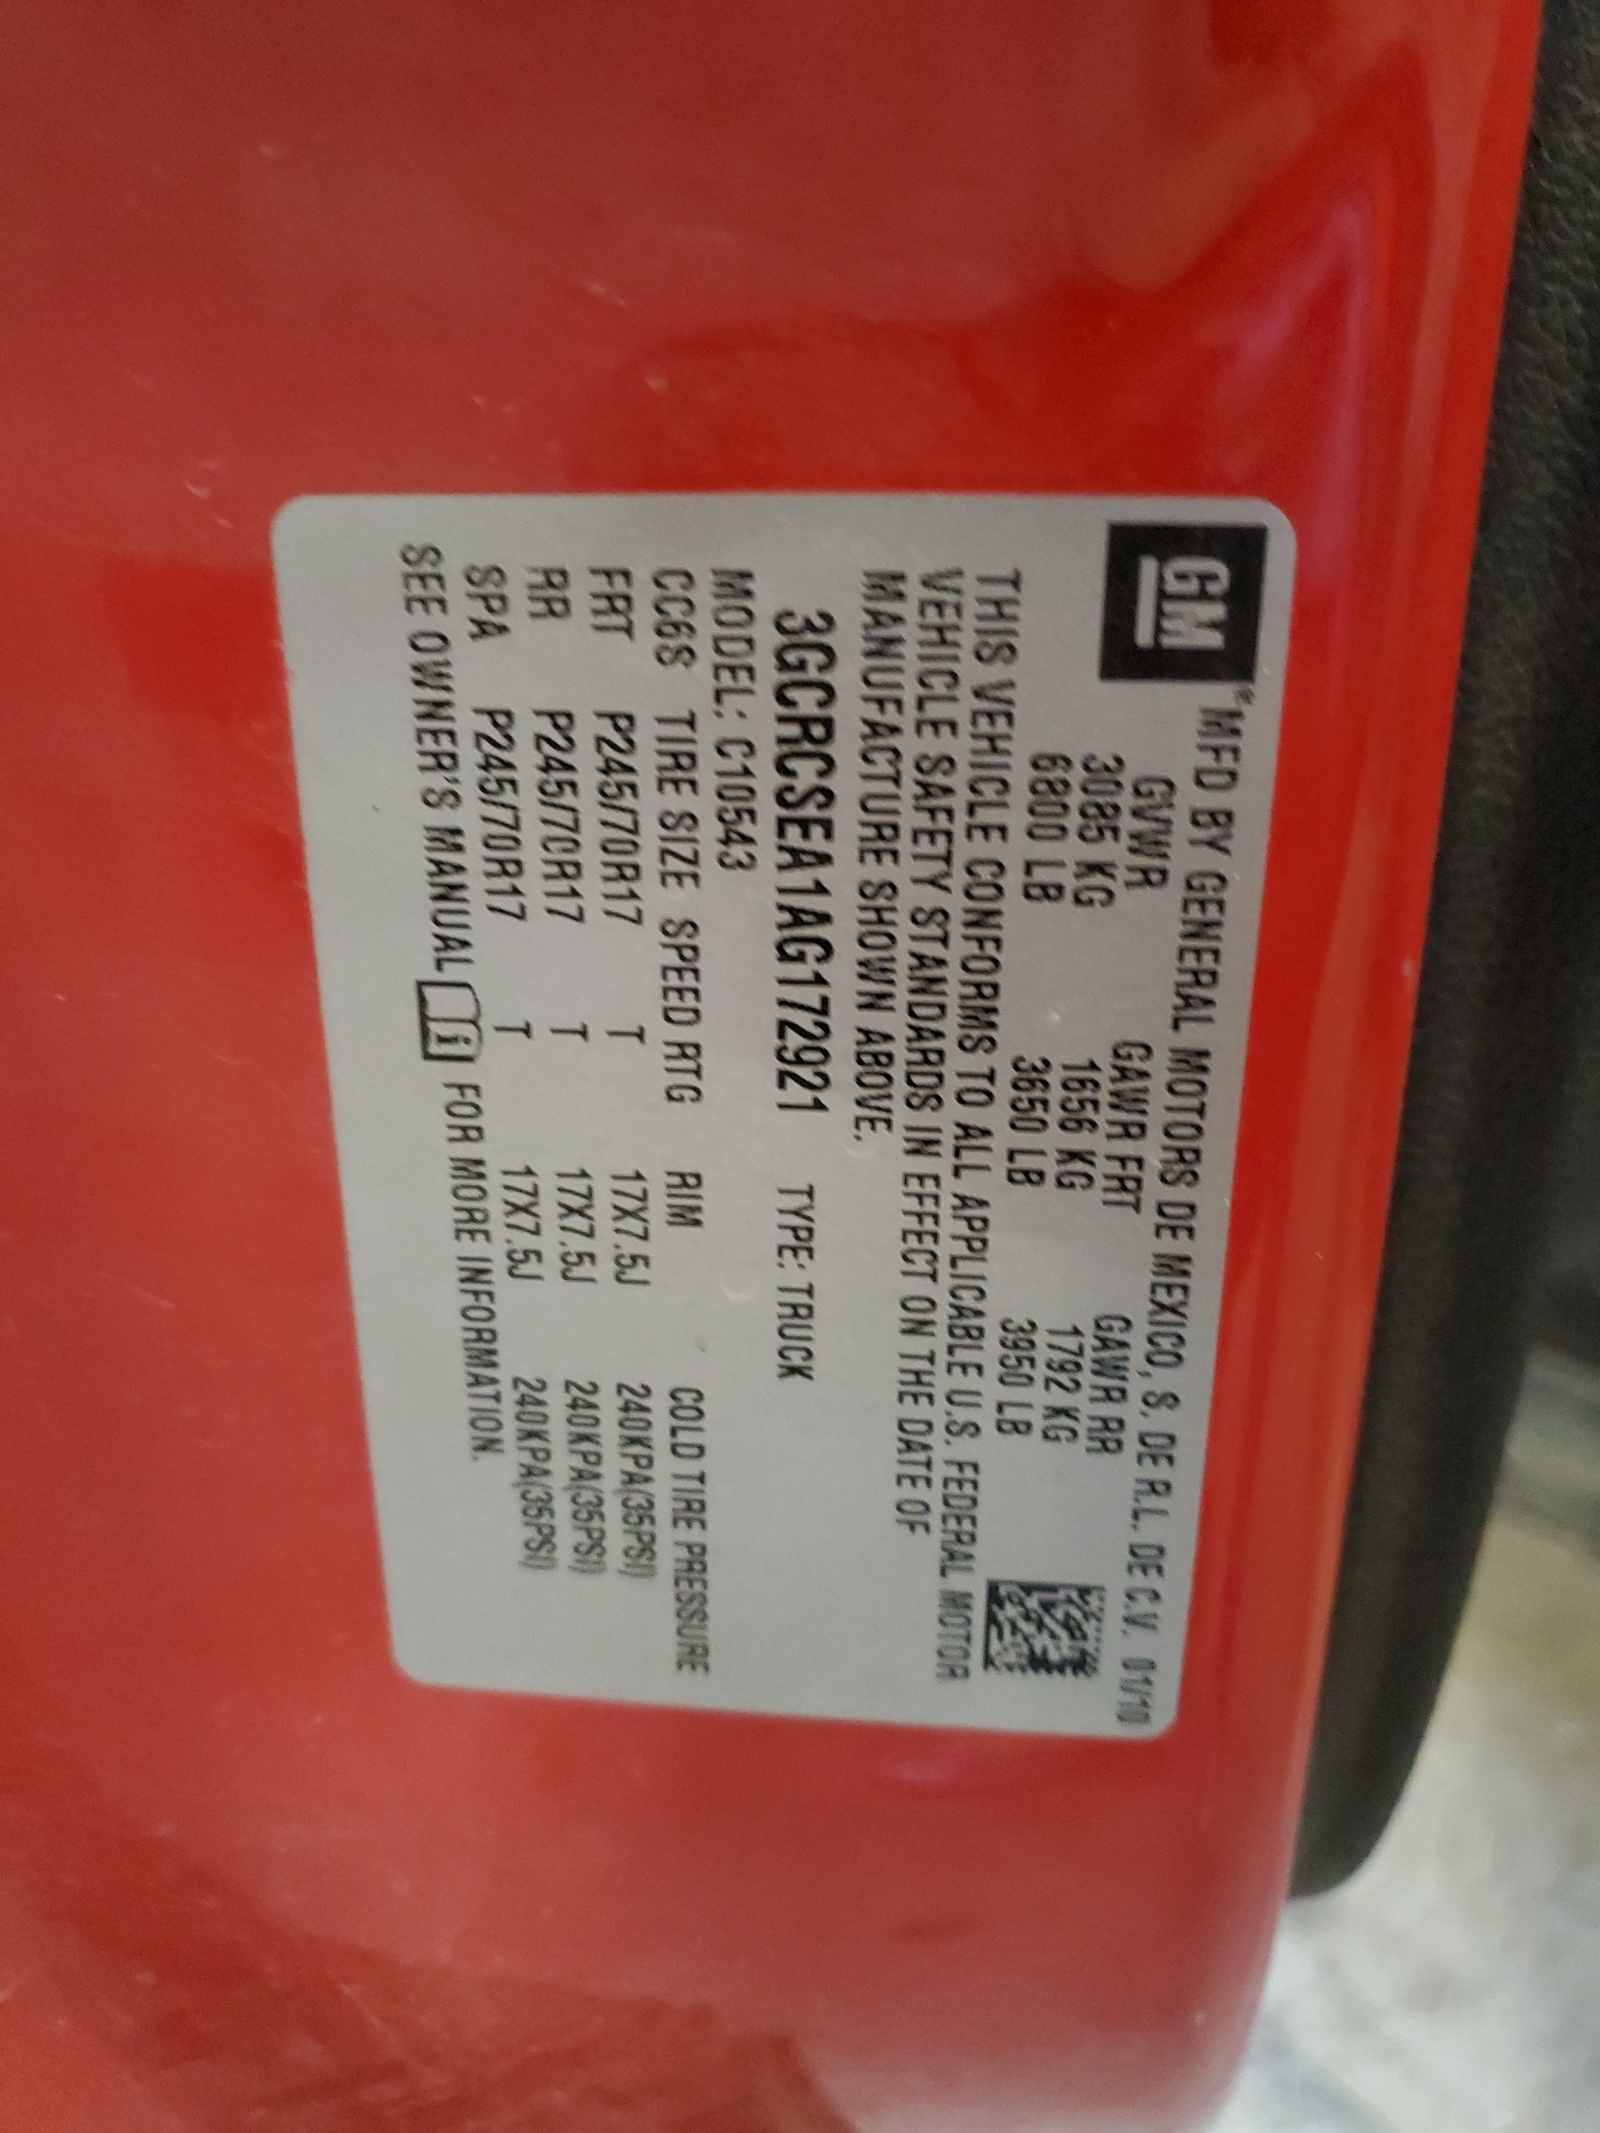 GM
MFD BY GENERAL MOTORS DE MEXICO, S. DE R.L. DE C.V. 01/10
GVWR GAWR FRT GAWR RR
3085 KG 1656 KG 1792 KG
6800 LB 3650 LB 3950 LB
THIS VEHICLE CONFORMS TO ALL APPLICABLE U.S. FEDERAL MOTOR
VEHICLE SAFETY STANDARDS IN EFFECT ON THE DATE OF
MANUFACTURE SHOWN ABOVE.
3GCRCSEA1AG172921 TYPE: TRUCK
MODEL: C10543
CC6S TIRE SIZE SPEED RTG RIM COLD TIRE PRESSURE
FRT P245/70R17 T 17X7.5J 240KPA(35PSI)
RR P245/70R17 T 17X7.5J 240KPA(35PSI)
SPA P245/70R17 T 17X7.5J 240KPA(35PSI)
SEE OWNER'S MANUAL FOR MORE INFORMATION.